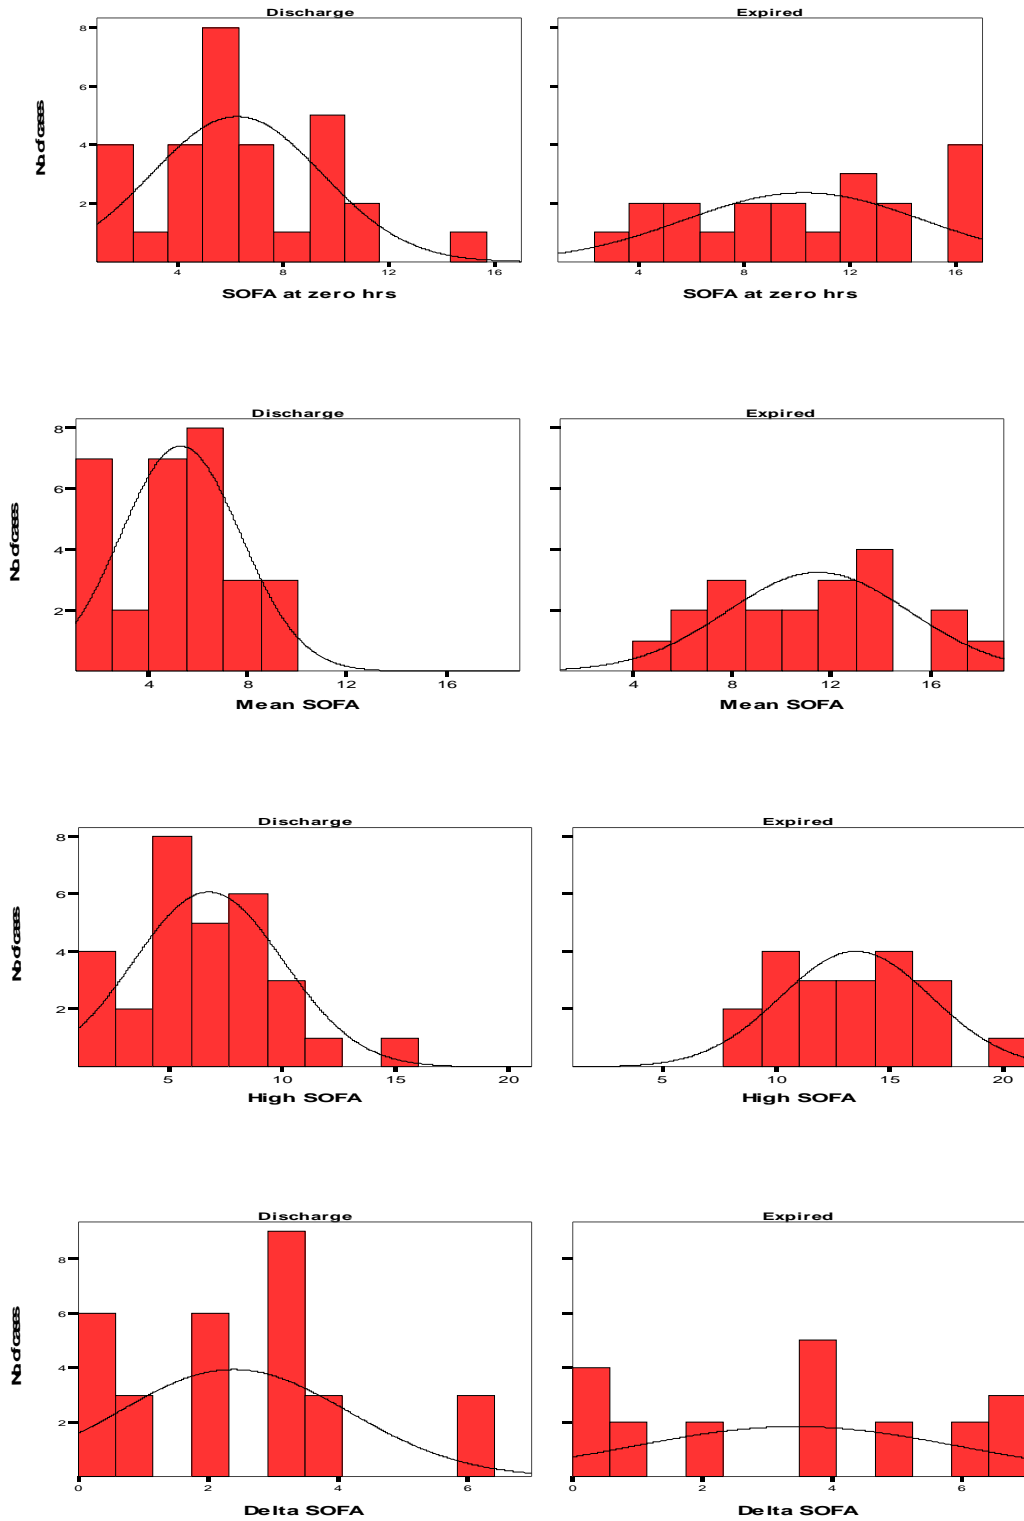 Discharge
Expired
8
6
4
2
No of cases
4 8 12 16
4 8 12 16
SOFA at zero hrs
SOFA at zero hrs
Discharge
Expired
8
6
4
2
No of cases
4 8 12 16
4 8 12 16
Mean SOFA
Mean SOFA
Discharge
Expired
8
6
4
2
No of cases
5 10 15 20
5 10 15 20
High SOFA
High SOFA
Discharge
Expired
8
6
4
2
No of cases
0 2 4 6
0 2 4 6
Delta SOFA
Delta SOFA